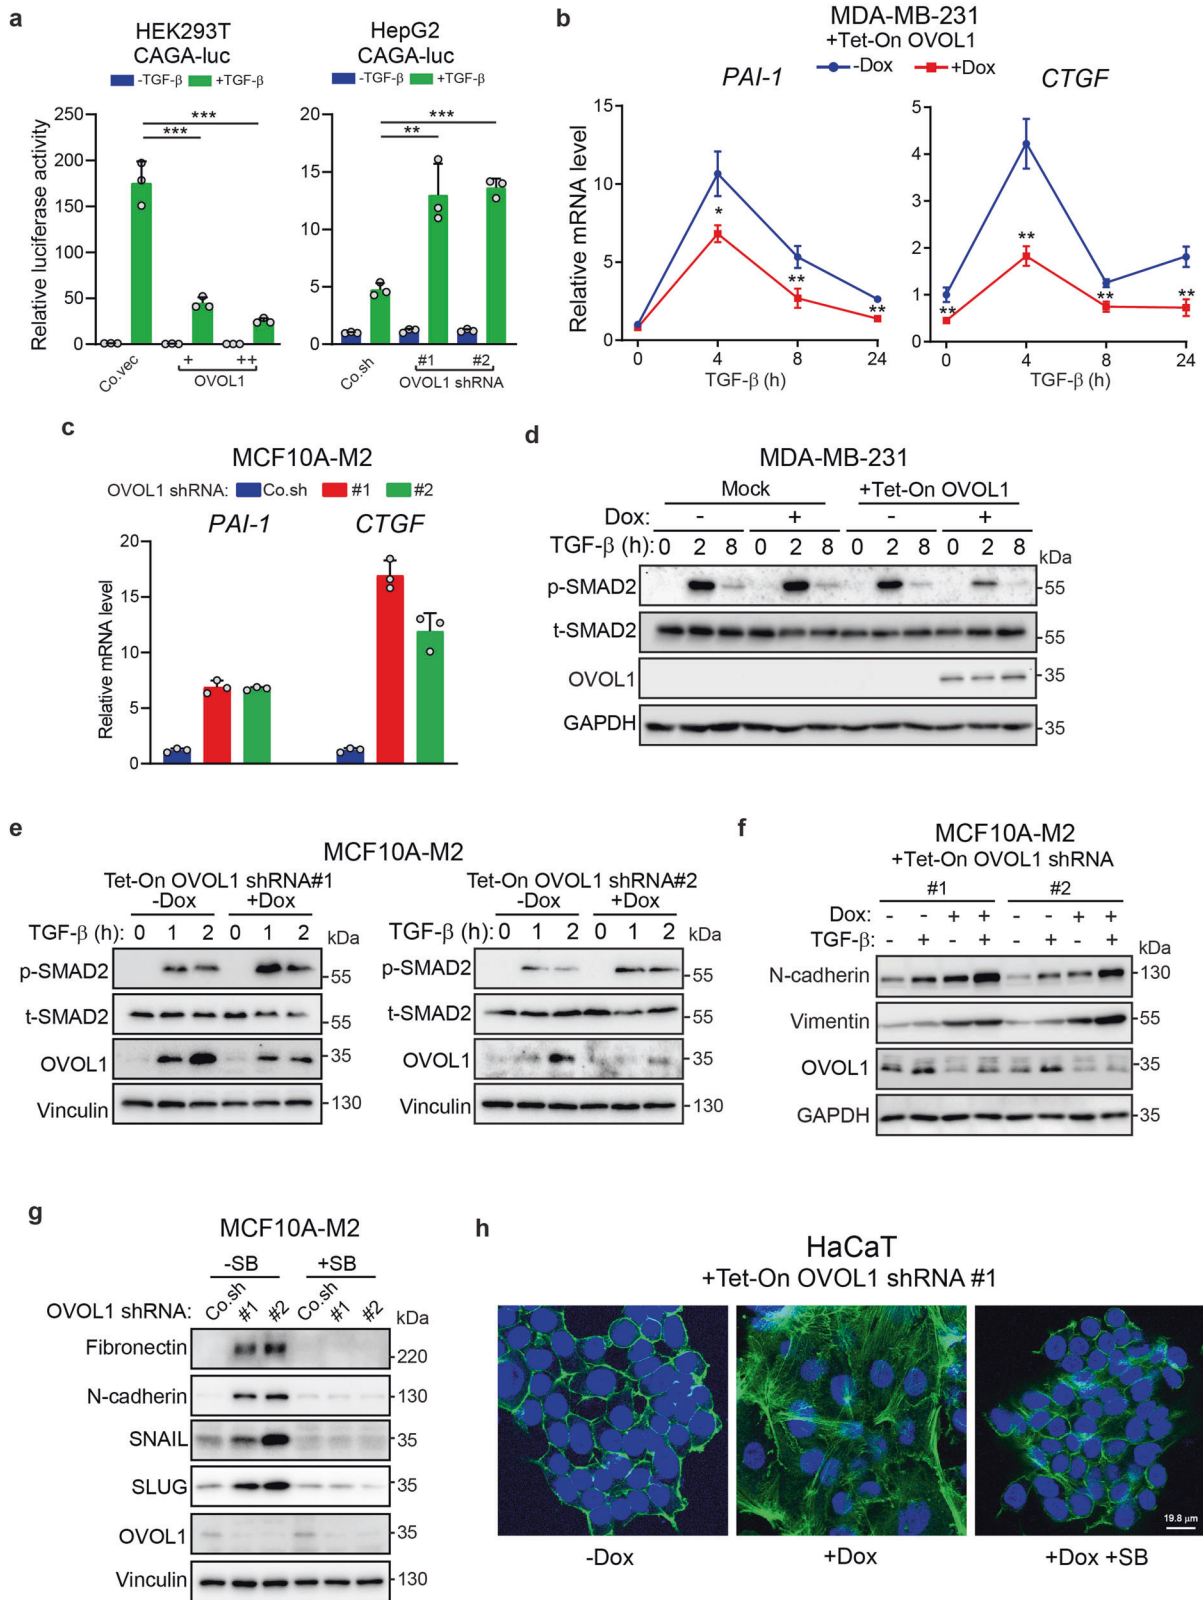 a
HEK293T
CAGA-luc
-TGF-β +TGF-β
HepG2
CAGA-luc
-TGF-β +TGF-β
Relative luciferase activity
250
200
150
100
50
0
*** 
***
20
15
10
5
0
***
**
Co.vec + ++
OVOL1
Co.sh #1 #2
OVOL1 shRNA
b
MDA-MB-231
+Tet-On OVOL1
-Dox +Dox
PAI-1
CTGF
Relative mRNA level
15
10
5
0
*
**
**
0 4 8 24
TGF-β (h)
5
4
3
2
1
0
**
**
**
**
0 4 8 24
TGF-β (h)
c
MCF10A-M2
OVOL1 shRNA: Co.sh #1 #2
PAI-1 CTGF
Relative mRNA level
20
15
10
5
0
d
MDA-MB-231
Mock +Tet-On OVOL1
Dox: - + - +
TGF-β (h): 0 2 8 0 2 8 0 2 8 0 2 8
kDa
p-SMAD2 55
t-SMAD2 55
OVOL1 35
GAPDH 35
e
MCF10A-M2
Tet-On OVOL1 shRNA#1
-Dox +Dox
TGF-β (h): 0 1 2 0 1 2 kDa
p-SMAD2 55
t-SMAD2 55
OVOL1 35
Vinculin 130
Tet-On OVOL1 shRNA#2
-Dox +Dox
TGF-β (h): 0 1 2 0 1 2 kDa
p-SMAD2 55
t-SMAD2 55
OVOL1 35
Vinculin 130
f
MCF10A-M2
+Tet-On OVOL1 shRNA
#1 #2
Dox: - - + + - - + +
TGF-β: - + - + - + - + kDa
N-cadherin 130
Vimentin 55
OVOL1 35
GAPDH 35
g
MCF10A-M2
-SB +SB
OVOL1 shRNA: Co.sh #1 #2 Co.sh #1 #2 kDa
Fibronectin 220
N-cadherin 130
SNAIL 35
SLUG 35
OVOL1 35
Vinculin 130
h
HaCaT
+Tet-On OVOL1 shRNA #1
19.8 µm
-Dox +Dox +Dox +SB